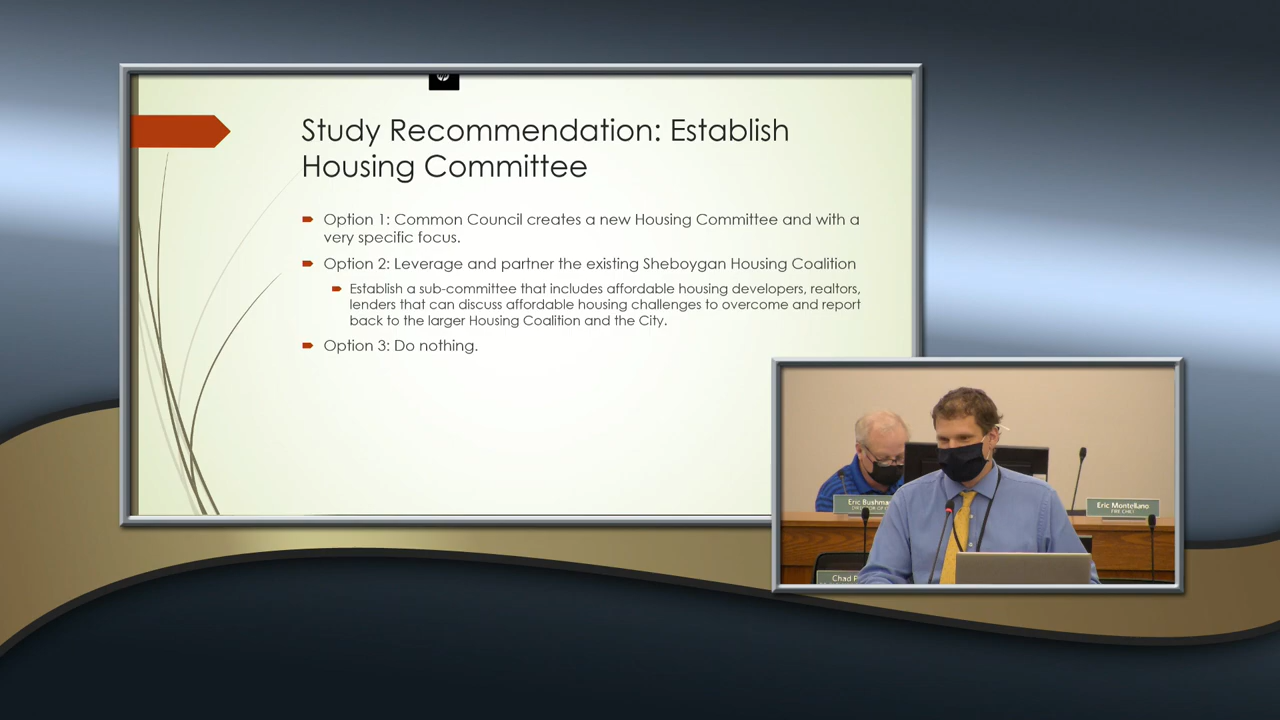 Study Recommendation: Establish
Housing Committee
Option 1: Common Council creates a new Housing Committee and with a
very specific focus.
Option 2: Leverage and partner the existing Sheboygan Housing Coalition
Establish a sub-committee that includes affordable housing developers, realtors,
lenders that can discuss affordable housing challenges to overcome and report
back to the larger Housing Coalition and the City.
Option 3: Do nothing.
Eric
Eric Montellano
FIRE CHIEF
Chad